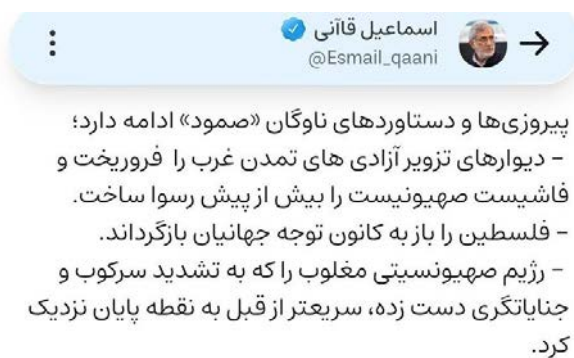 اسماعیل قاآنی
@Esmail_qaani
پیروزی‌ها و دستاوردهای ناوگان «صمود» ادامه دارد؛
- دیوارهای تزویر آزادی های تمدن غرب را فروریخت و
فاشیست صهیونیست را بیش از پیش رسوا ساخت.
- فلسطین را باز به کانون توجه جهانیان بازگرداند.
- رژیم صهیونسیتی مغلوب را که به تشدید سرکوب و
جنایاتگری دست زده، سریعتر از قبل به نقطه پایان نزدیک
کرد.